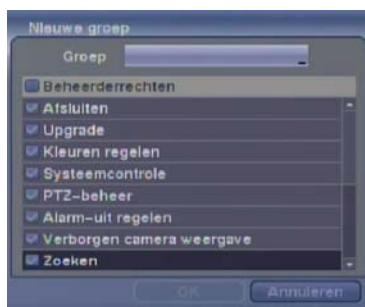 Nieuwe groep
Groep
Beheerderrechten
Afsluiten
Upgrade
Kleuren regelen
Systeemcontrole
PTZ-beheer
Alarm-uit regelen
Verborgen camera weergave
Zoeken
OK
Annuleren